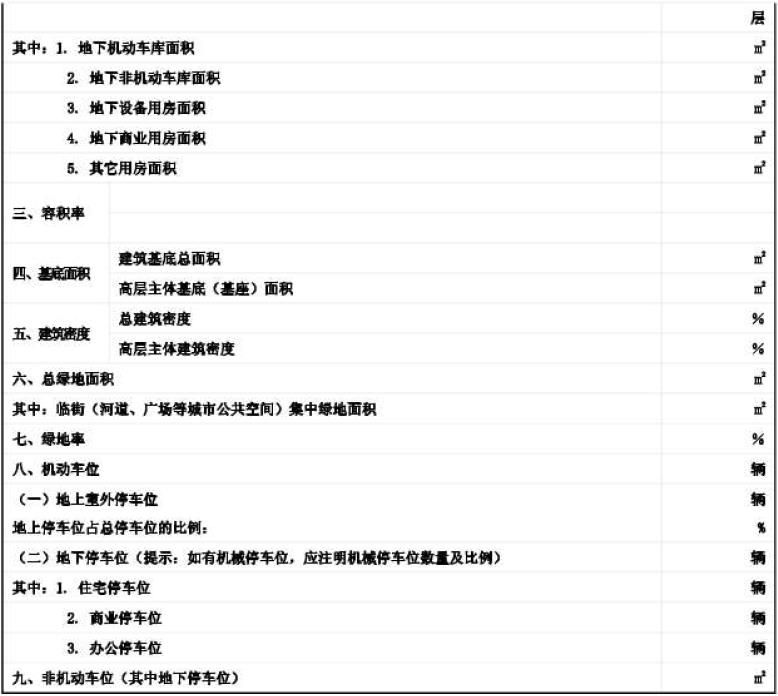 层
其中：1. 地下机动车库面积 ㎡
2. 地下非机动车库面积 ㎡
3. 地下设备用房面积 ㎡
4. 地下商业用房面积 ㎡
5. 其它用房面积 ㎡
三、容积率
四、基底面积
建筑基底总面积 ㎡
高层主体基底（基座）面积 ㎡
五、建筑密度
总建筑密度 %
高层主体建筑密度 %
六、总绿地面积 ㎡
其中：临街（河道、广场等城市公共空间）集中绿地面积 ㎡
七、绿地率 %
八、机动车位 辆
（一）地上室外停车位 辆
地上停车位占总停车位的比例： %
（二）地下停车位（提示：如有机械停车位，应注明机械停车位数量及比例） 辆
其中：1. 住宅停车位 辆
2. 商业停车位 辆
3. 办公停车位 辆
九、非机动车位（其中地下停车位） ㎡